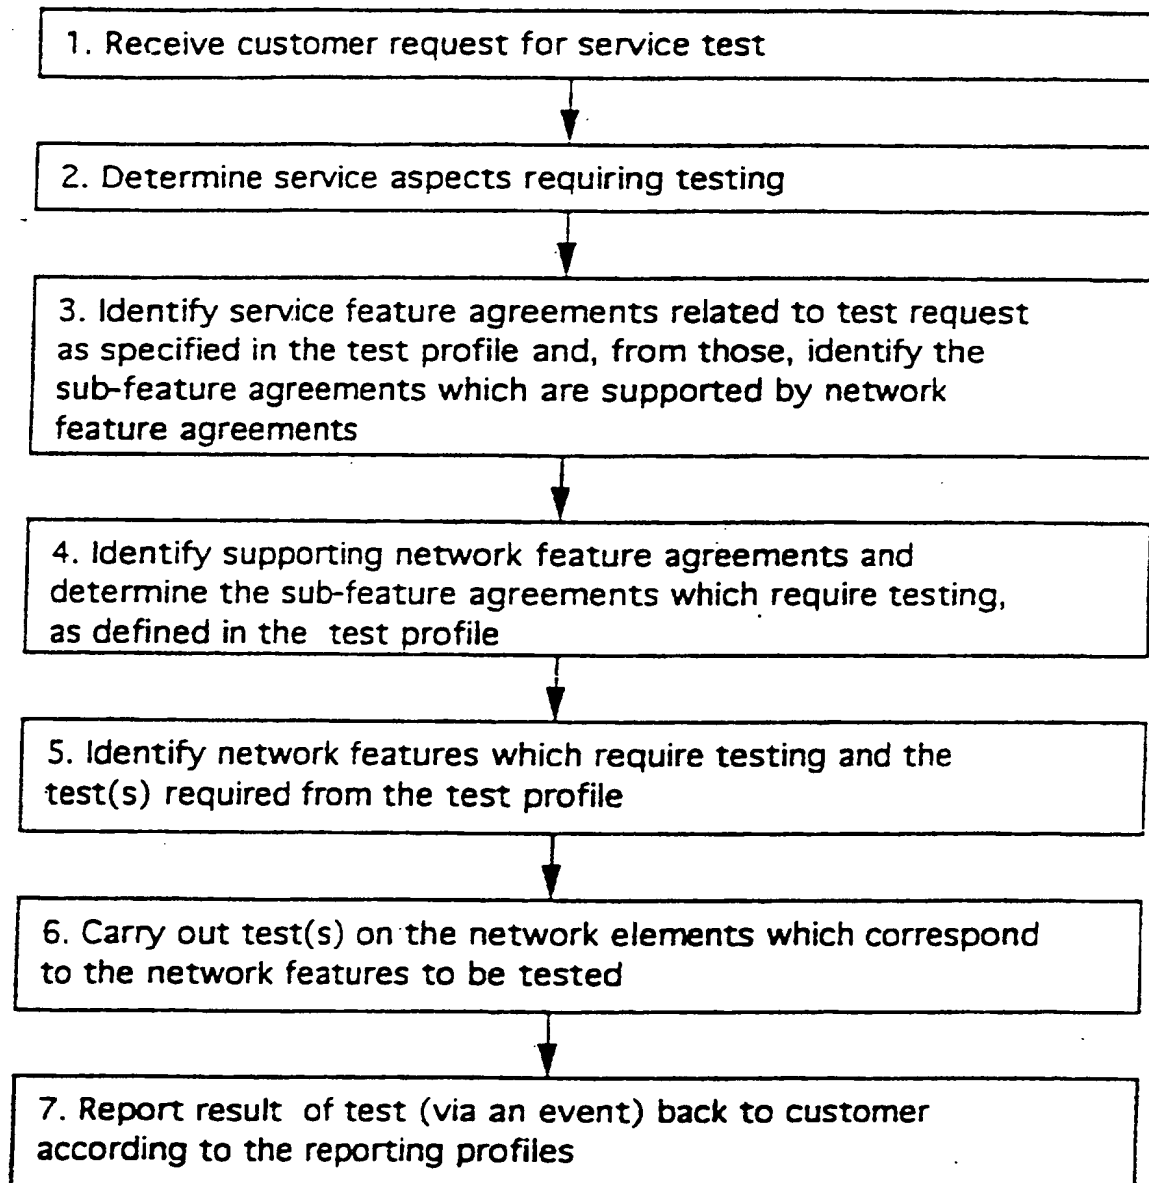 1. Receive customer request for service test
2. Determine service aspects requiring testing
3. Identify service feature agreements related to test request
as specified in the test profile and, from those, identify the
sub-feature agreements which are supported by network
feature agreements
4. Identify supporting network feature agreements and
determine the sub-feature agreements which require testing,
as defined in the test profile
5. Identify network features which require testing and the
test(s) required from the test profile
6. Carry out test(s) on the network elements which correspond
to the network features to be tested
7. Report result of test (via an event) back to customer
according to the reporting profiles